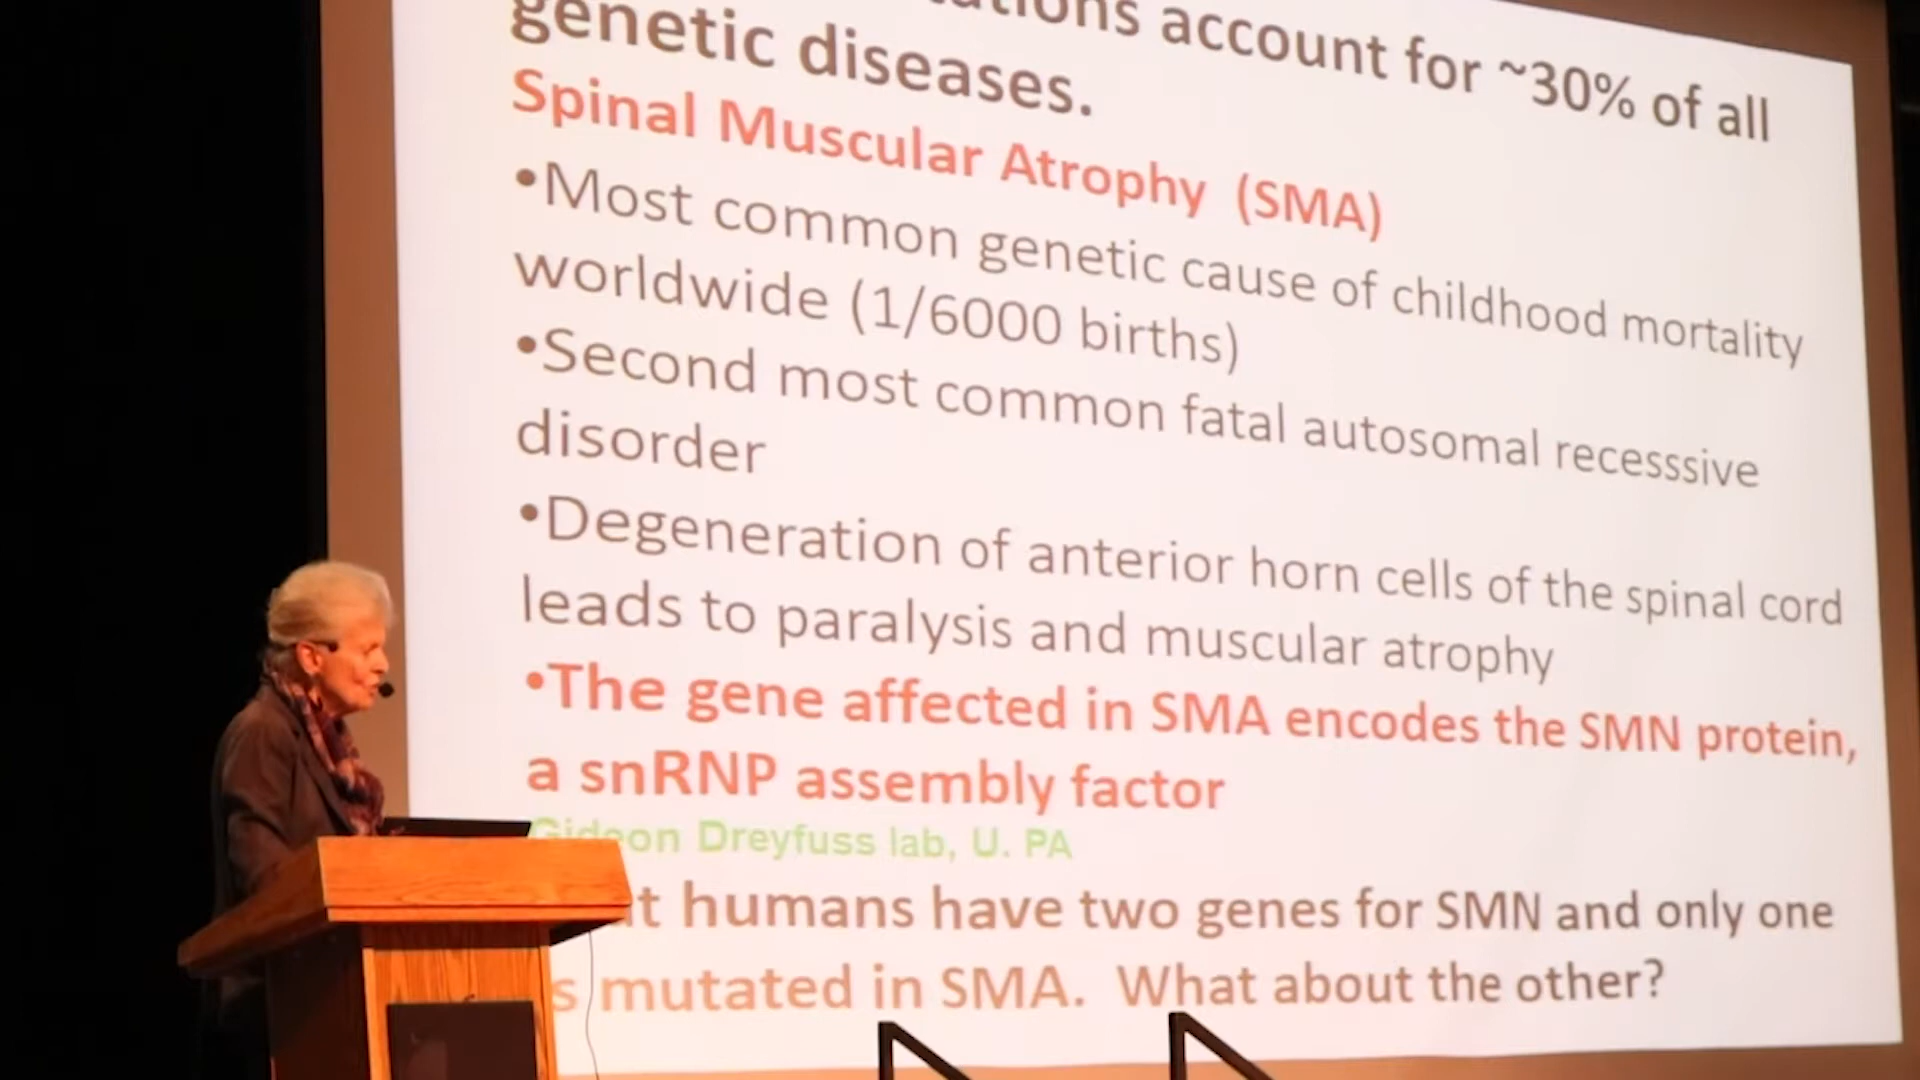 account for ~30% of all
genetic diseases.
Spinal Muscular Atrophy (SMA)
•Most common genetic cause of childhood mortality
worldwide (1/6000 births)
•Second most common fatal autosomal recesssive
disorder
•Degeneration of anterior horn cells of the spinal cord
leads to paralysis and muscular atrophy
•The gene affected in SMA encodes the SMN protein,
a snRNP assembly factor
Gideon Dreyfuss lab, U. PA
humans have two genes for SMN and only one
mutated in SMA. What about the other?